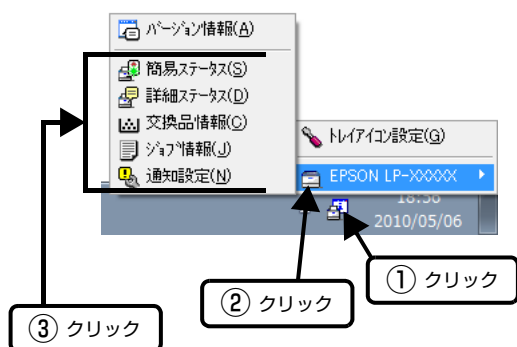 バージョン情報(A)
簡易ステータス(S)
詳細ステータス(D)
交換品情報(C)
ジョブ情報(J)
通知設定(N)
トレイアイコン設定(G)
EPSON LP-XXXXX
18:56
2010/05/06
① クリック
② クリック
③ クリック